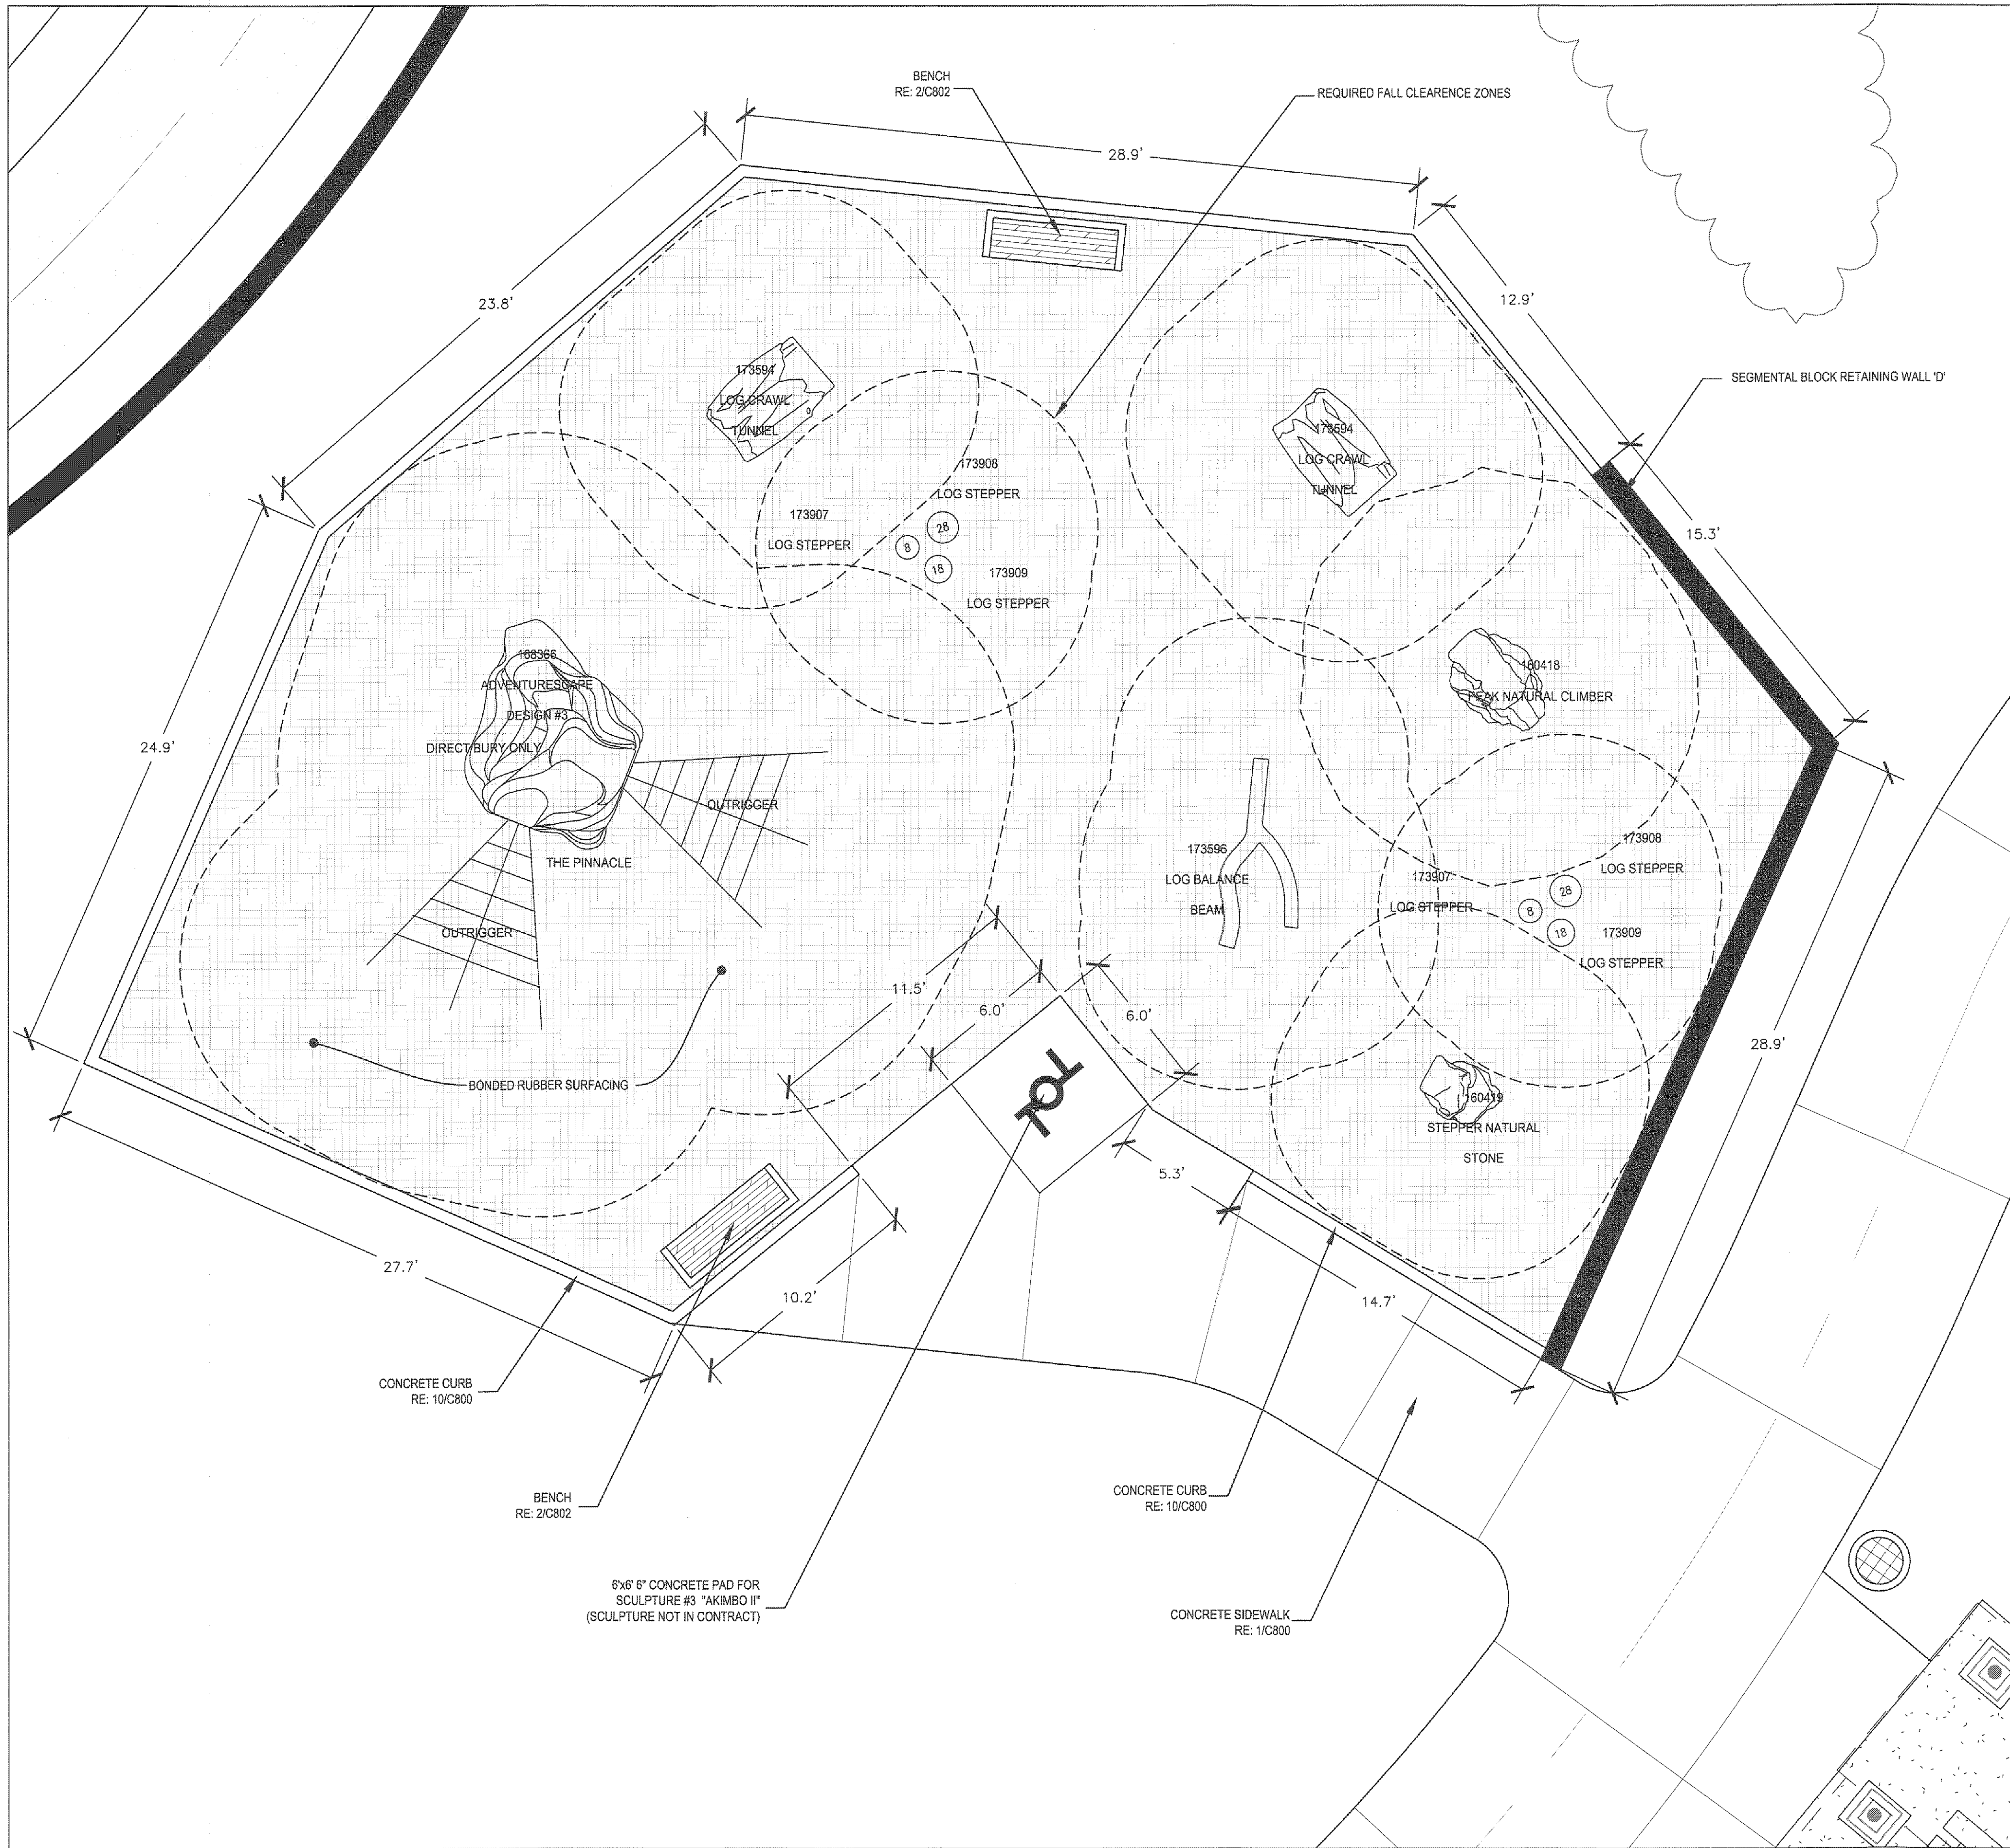 BENCH
RE: 2/C802
REQUIRED FALL CLEARENCE ZONES
28.9'
23.8'
12.9'
SEGMENTAL BLOCK RETAINING WALL 'D'
173594
LOG CRAWL
TUNNEL
173594
LOG CRAWL
TUNNEL
173908
LOG STEPPER
173907
LOG STEPPER
28
8
18
173909
LOG STEPPER
15.3'
168366
ADVENTURESCAPE
DESIGN #3
DIRECT BURY ONLY
24.9'
160418
PEAK NATURAL CLIMBER
OUTRIGGER
THE PINNACLE
OUTRIGGER
173596
LOG BALANCE
BEAM
173908
LOG STEPPER
173907
LOG STEPPER
28
8
18
173909
LOG STEPPER
11.5'
6.0'
6.0'
28.9'
BONDED RUBBER SURFACING
160419
STEPPER NATURAL
STONE
5.3'
27.7'
10.2'
14.7'
CONCRETE CURB
RE: 10/C800
BENCH
RE: 2/C802
CONCRETE CURB
RE: 10/C800
6'x6' 6" CONCRETE PAD FOR
SCULPTURE #3 "AKIMBO II"
(SCULPTURE NOT IN CONTRACT)
CONCRETE SIDEWALK
RE: 1/C800